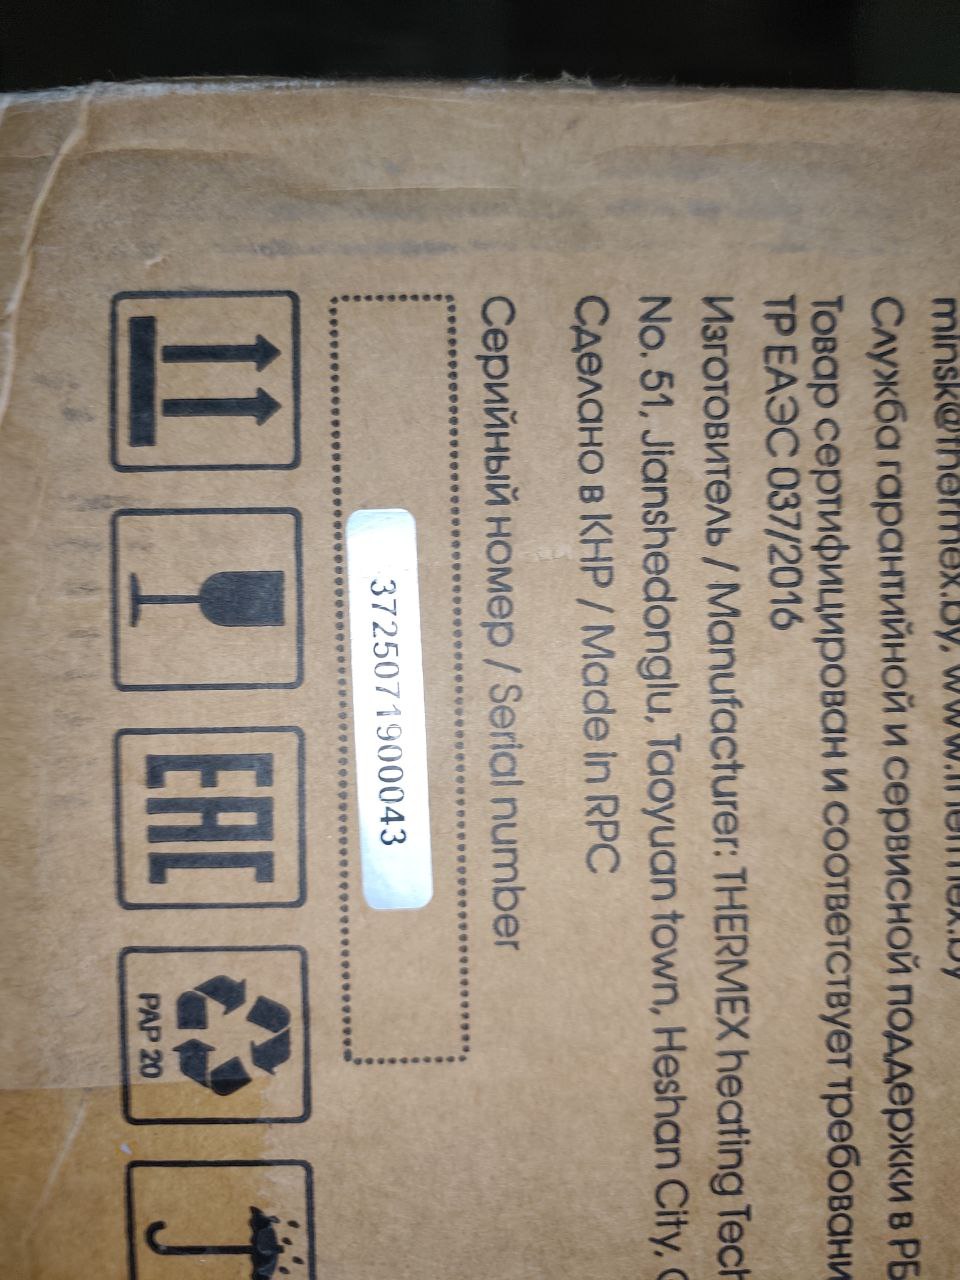 Служба гарантийной и сервисной поддержки в РБ
Товар сертифицирован и соответствует
ТР ЕАЭС 037/2016
Изготовитель / Manufacturer: THERMEX heating
No. 51, Jianshedonglu, Taoyuan town, Heshan City,
Сделано в КНР / Made in RPC
Серийный номер / Serial number
3725071900043
EAC
PAP 20